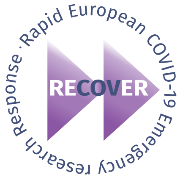 RECOVER
Rapid European COVID-19 Emergency research Response ·